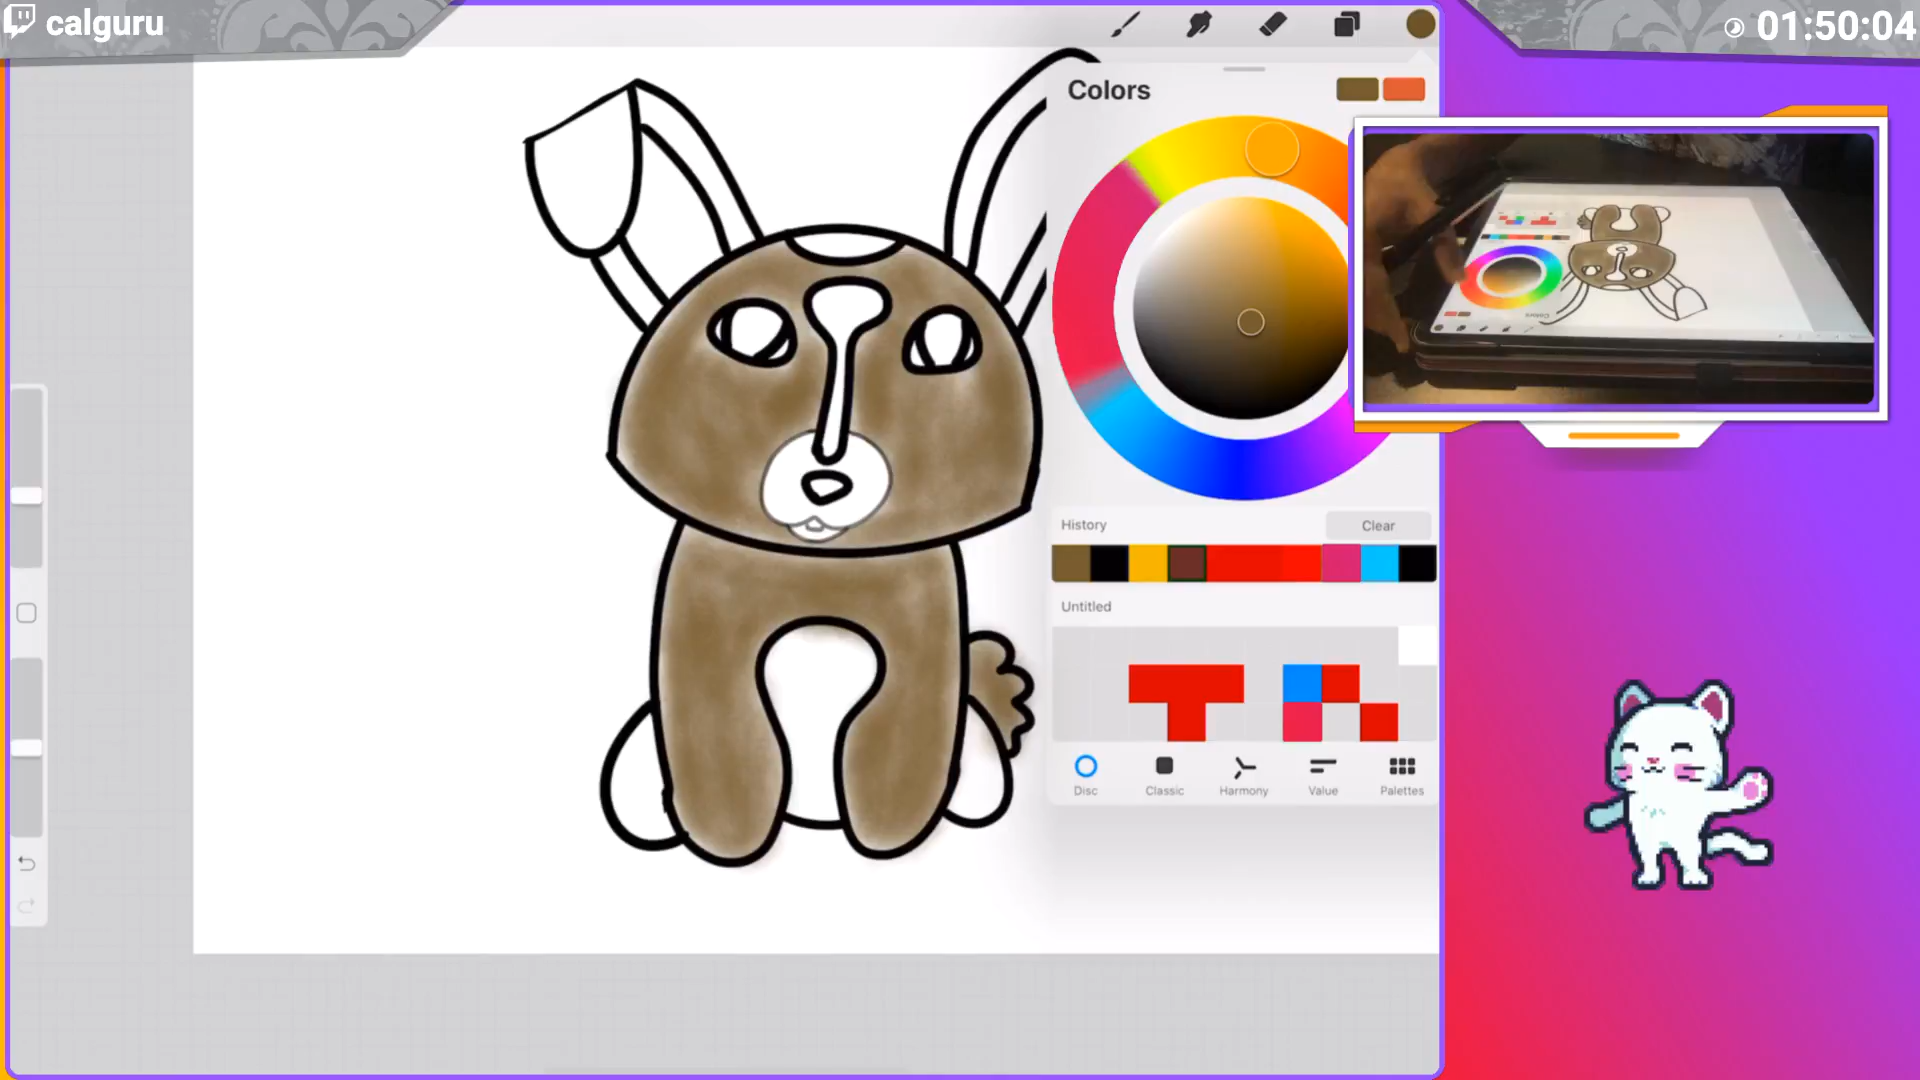 calguru
01:50:04
Colors
History
Clear
Untitled
Disc
Classic
Harmony
Value
Palettes